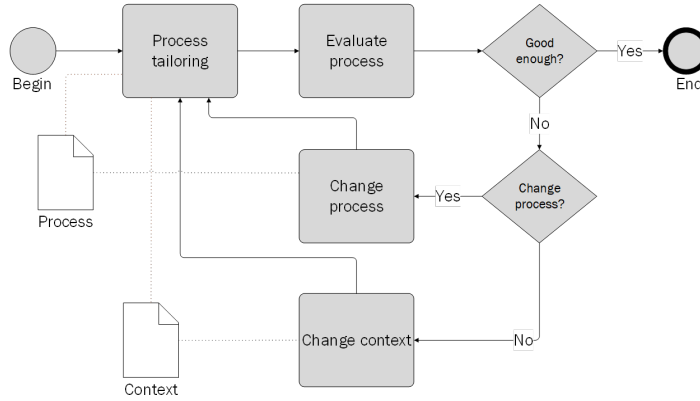 Process
tailoring
Evaluate
process
Good
enough?
Yes
Begin
End
No
Process
Change
process
Yes
Change
process?
Change context
No
Context